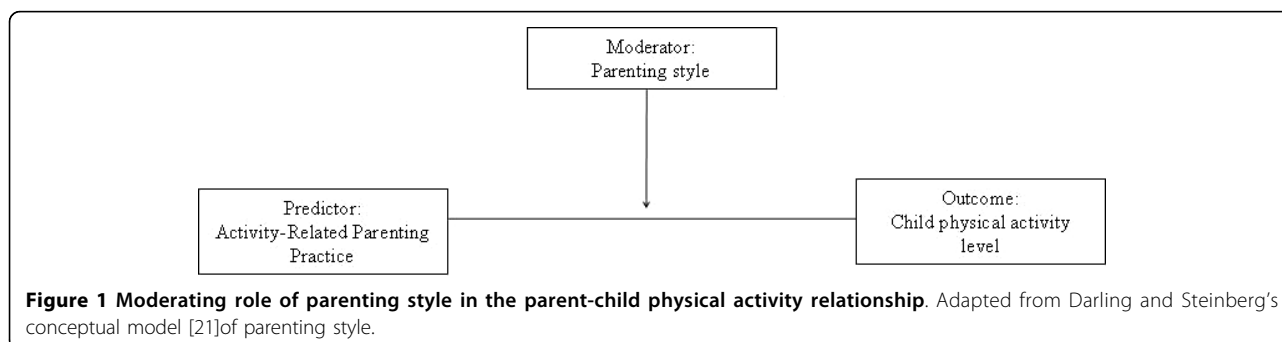 Moderator:
Parenting style
Predictor:
Activity-Related Parenting
Practice
Outcome:
Child physical activity
level
Figure 1 Moderating role of parenting style in the parent-child physical activity relationship. Adapted from Darling and Steinberg's
conceptual model [21]of parenting style.